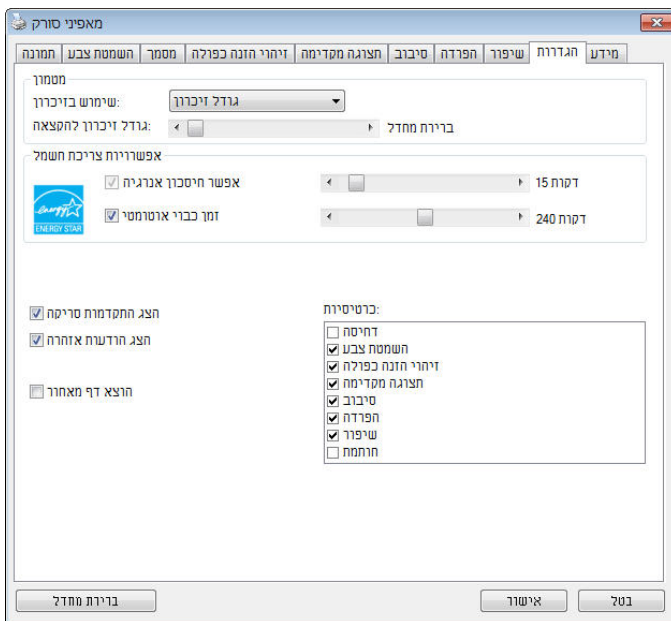 מאפיני סורק
תמונה
השמטת צבע
מסמך
זיהוי הזנה כפולה
תצוגה מקדימה
סיבוב
הפרדה
שיפור
הגדרות
מידע
מטמון
שימוש בזיכרון:
גודל זיכרון
גודל זיכרון להקצאה:
ברירת מחדל
אפשרויות צריכת חשמל
energy
ENERGY STAR
אפשר חיסכון אנרגיה
15 דקות
זמן כבוי אוטומטי
240 דקות
הצג התקדמות סריקה
הצג הודעות אזהרה
הוצא דף מאחור
כרטיסיות:
דחיסה
השמטת צבע
זיהוי הזנה כפולה
תצוגה מקדימה
סיבוב
הפרדה
שיפור
חותמת
ברירת מחדל
אישור
בטל